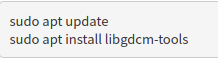 sudo apt update
sudo apt install libgdcm-tools